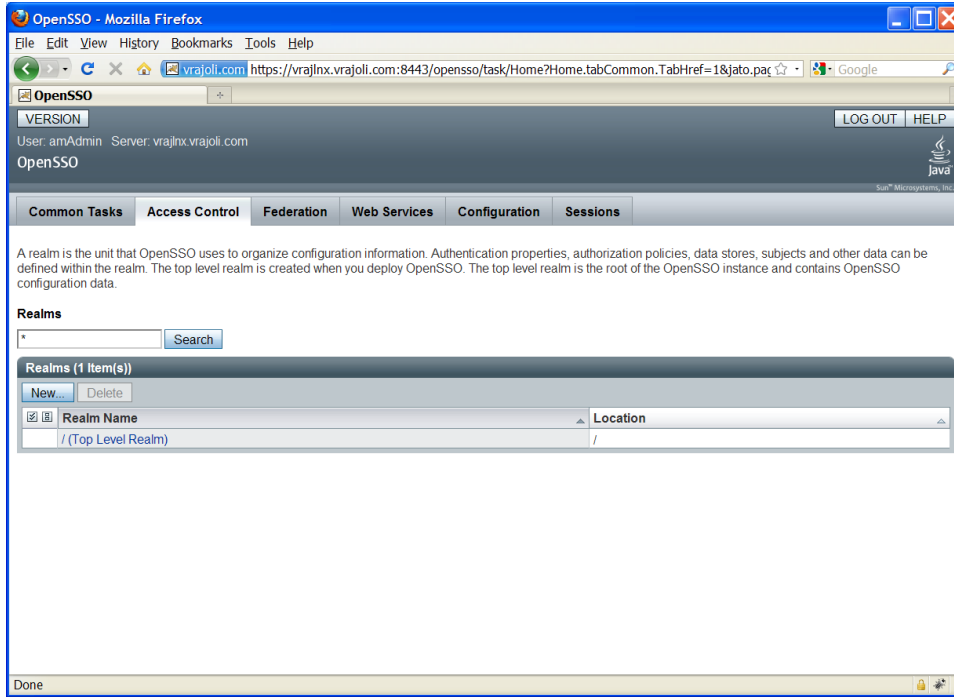 OpenSSO - Mozilla Firefox
File Edit View History Bookmarks Tools Help
vrajoli.com https://vrajlnx.vrajoli.com:8443/opensso/task/Home?Home.tabCommon.TabHref=1&jato.pag Google
OpenSSO
VERSION LOG OUT HELP
User: amAdmin Server: vrajlnx.vrajoli.com
OpenSSO
Java
Sun™ Microsystems, Inc.
Common Tasks Access Control Federation Web Services Configuration Sessions
A realm is the unit that OpenSSO uses to organize configuration information. Authentication properties, authorization policies, data stores, subjects and other data can be
defined within the realm. The top level realm is created when you deploy OpenSSO. The top level realm is the root of the OpenSSO instance and contains OpenSSO
configuration data.
Realms
* Search
Realms (1 Item(s))
New... Delete
Realm Name Location
/ (Top Level Realm) /
Done